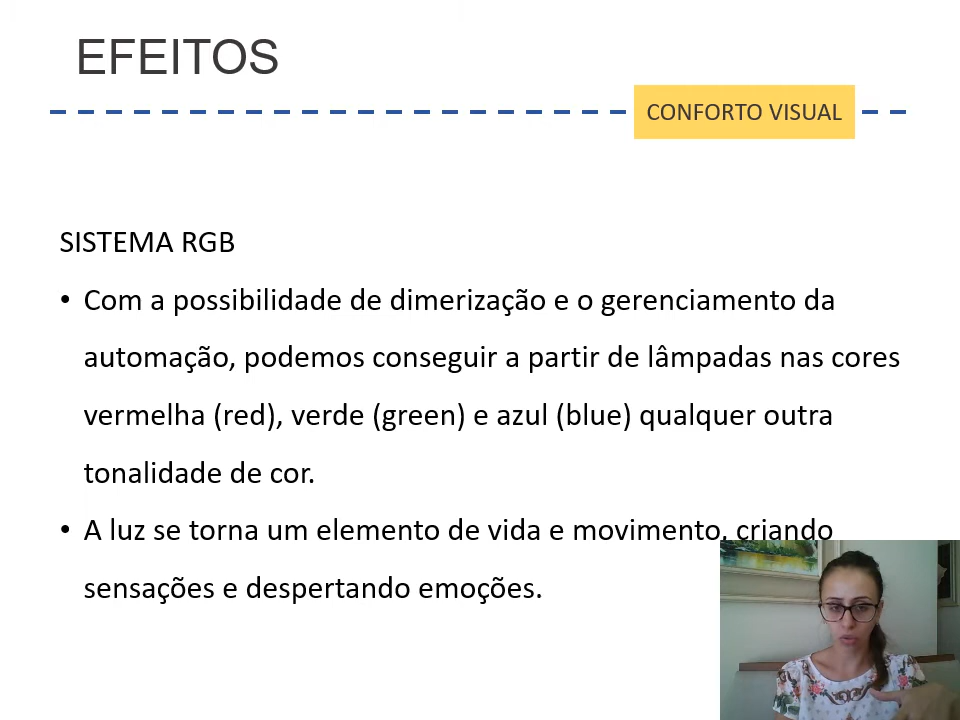 EFEITOS
CONFORTO VISUAL
SISTEMA RGB
• Com a possibilidade de dimerização e o gerenciamento da
automação, podemos conseguir a partir de lâmpadas nas cores
vermelha (red), verde (green) e azul (blue) qualquer outra
tonalidade de cor.
• A luz se torna um elemento de vida e movimento, criando
sensações e despertando emoções.